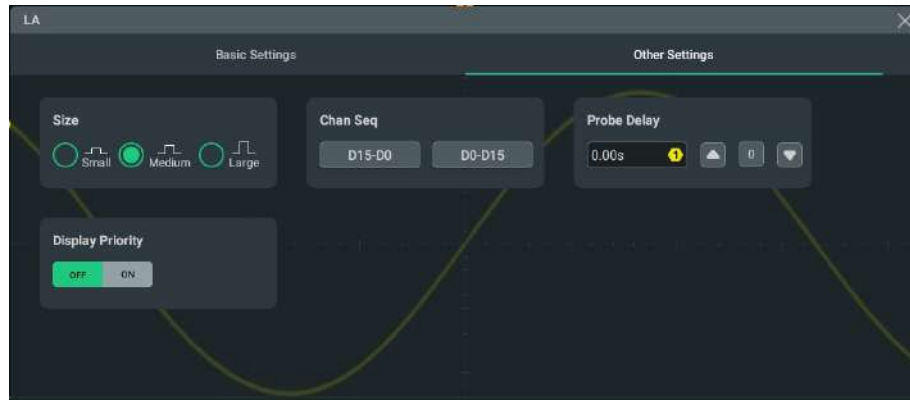 LA
Basic Settings
Other Settings
Size
Small
Medium
Large
Chan Seq
D15-D0
D0-D15
Probe Delay
0.00s
1
0
Display Priority
OFF
ON